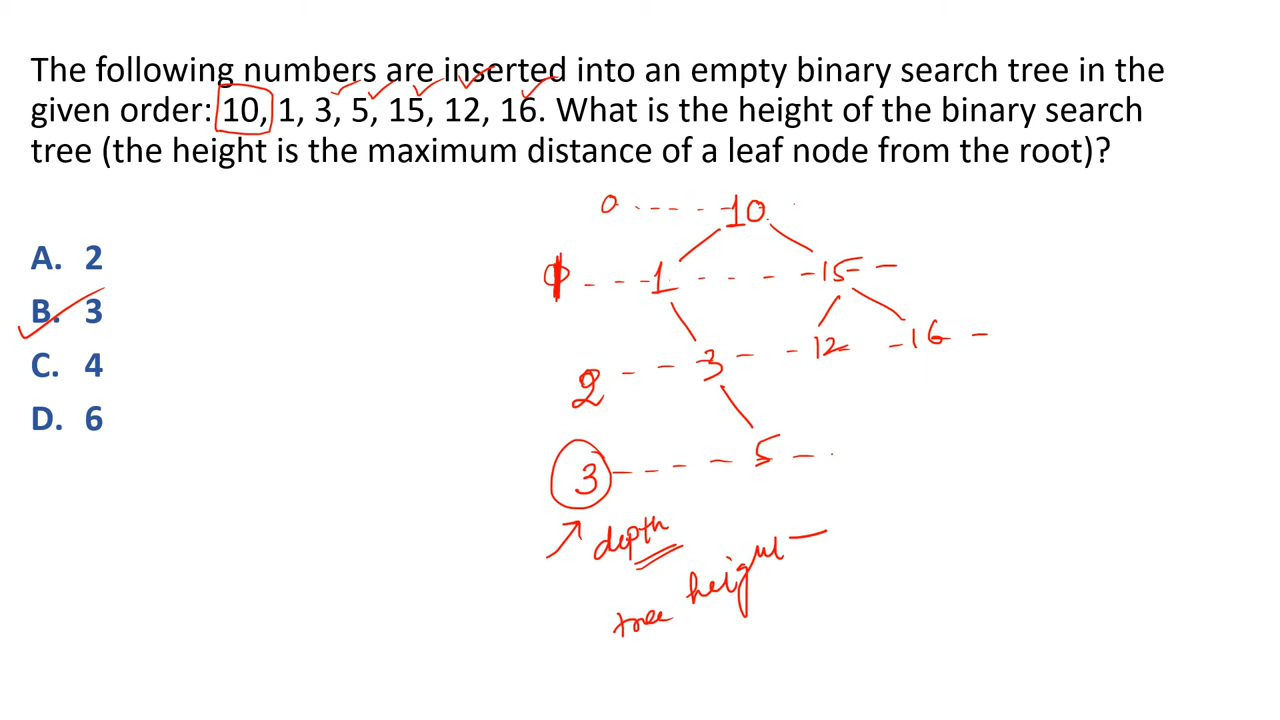 The following numbers are inserted into an empty binary search tree in the
given order: 10, 1, 3, 5, 15, 12, 16. What is the height of the binary search
tree (the height is the maximum distance of a leaf node from the root)?
A. 2
B. 3
C. 4
D. 6
0 10
1 1 15
2 3 12 16
3 5
depth
tree height